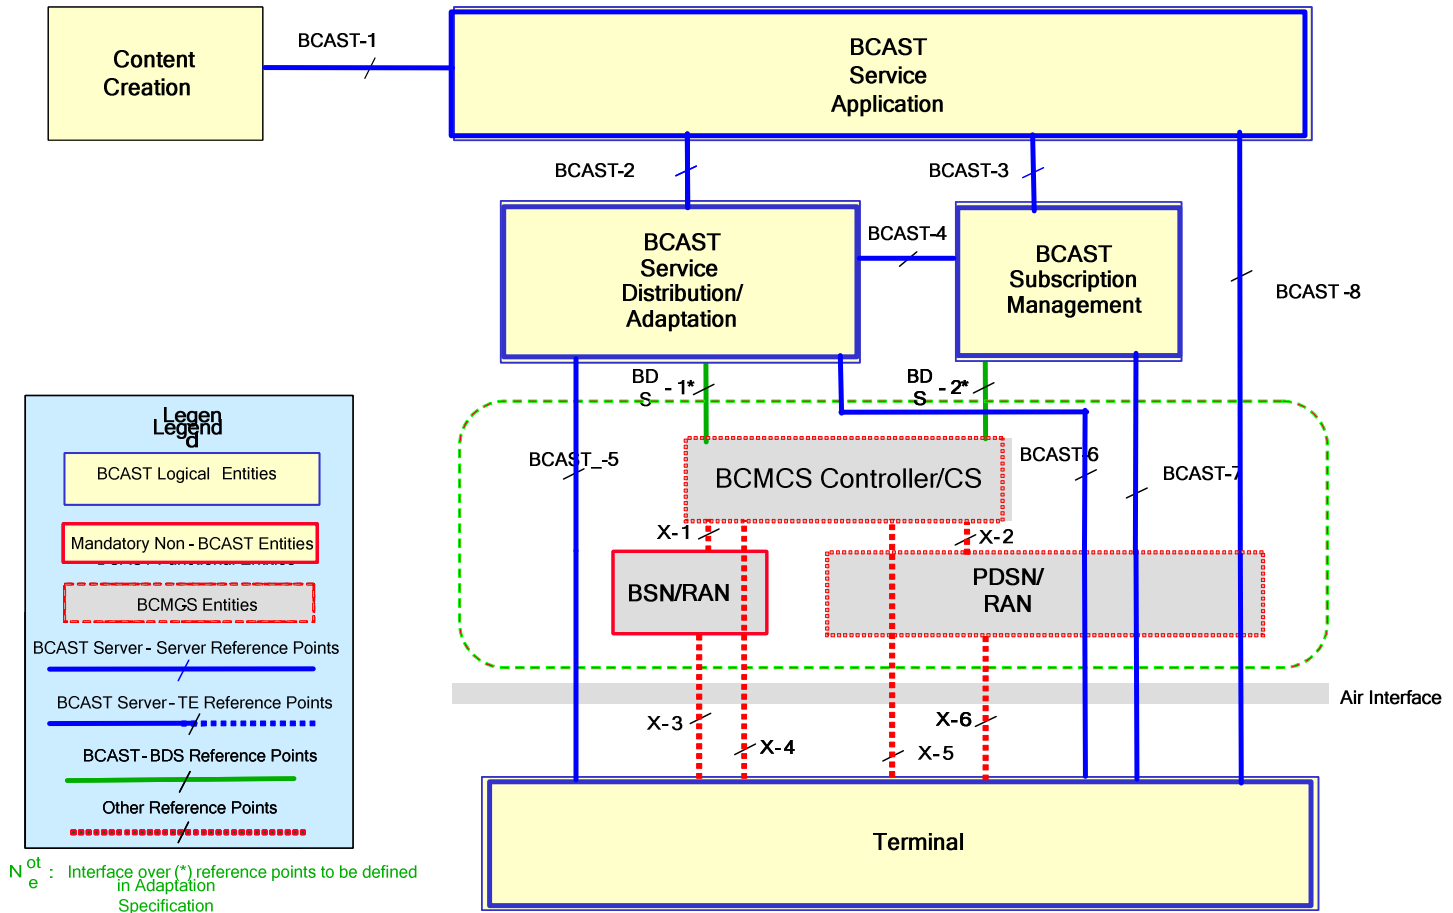 Content
Creation
BCAST-1
BCAST
Service
Application
BCAST-2
BCAST-3
BCAST
Service
Distribution/
Adaptation
BCAST-4
BCAST
Subscription
Management
BCAST -8
BD
S
- 1*
BD
S
- 2*
BCAST_-5
BCMCS Controller/CS
BCAST-6
BCAST-7
X-1
X-2
BSN/RAN
PDSN/
RAN
Air Interface
X-3
X-4
X-5
X-6
Terminal
Legen
d
Legend
BCAST Logical Entities
Mandatory Non - BCAST Entities
BCMCS Entities
BCAST Server - Server Reference Points
BCAST Server - TE Reference Points
BCAST - BDS Reference Points
Other Reference Points
N
ot
e
: Interface over (*) reference points to be defined
in Adaptation
Specification